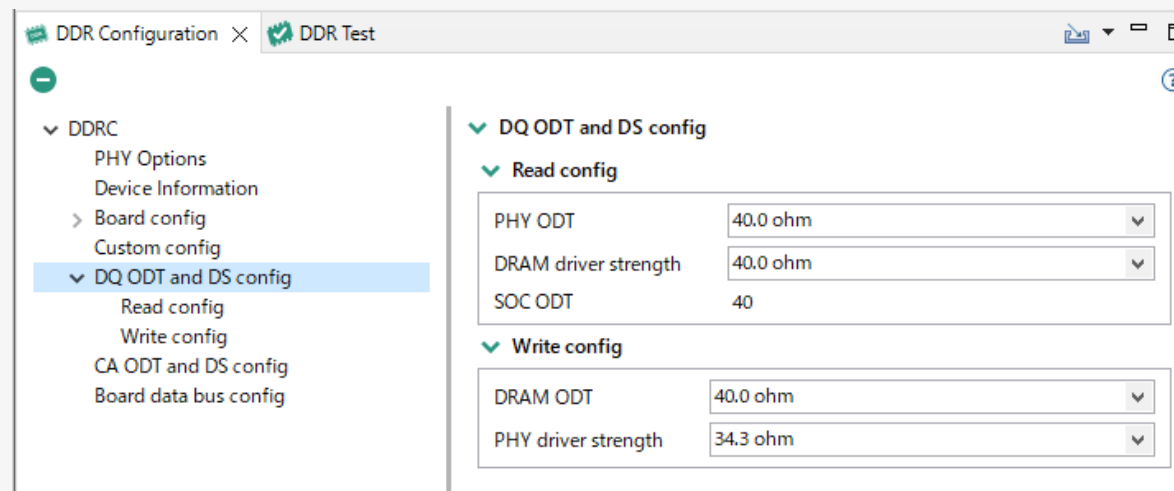 DDR Configuration
DDR Test
DDRC
PHY Options
Device Information
Board config
Custom config
DQ ODT and DS config
Read config
Write config
CA ODT and DS config
Board data bus config
DQ ODT and DS config
Read config
PHY ODT 40.0 ohm
DRAM driver strength 40.0 ohm
SOC ODT 40
Write config
DRAM ODT 40.0 ohm
PHY driver strength 34.3 ohm